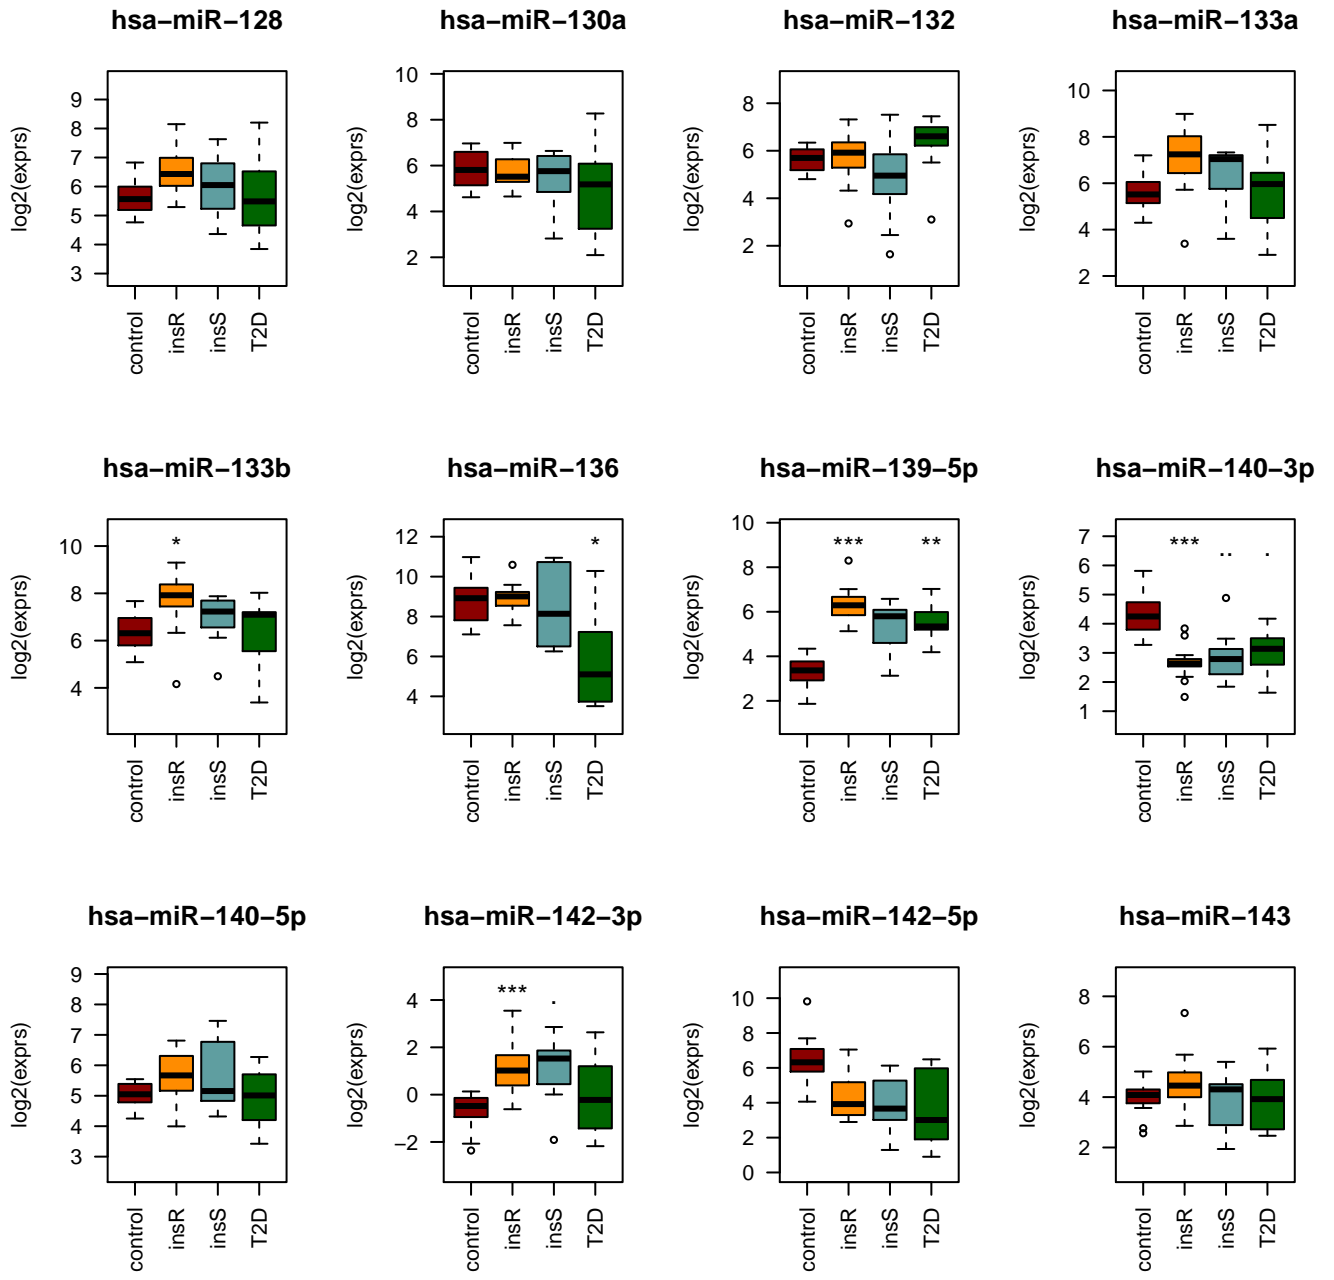 hsa−miR−128
log2(exprs)
9
8
7
6
5
4
3
control
insR
insS
T2D
hsa−miR−130a
log2(exprs)
10
8
6
4
2
control
insR
insS
T2D
hsa−miR−132
log2(exprs)
8
6
4
2
control
insR
insS
T2D
hsa−miR−133a
log2(exprs)
10
8
6
4
2
control
insR
insS
T2D
hsa−miR−133b
log2(exprs)
10
8
6
4
*
control
insR
insS
T2D
hsa−miR−136
log2(exprs)
12
10
8
6
4
*
control
insR
insS
T2D
hsa−miR−139−5p
log2(exprs)
10
8
6
4
2
*** **
control
insR
insS
T2D
hsa−miR−140−3p
log2(exprs)
7
6
5
4
3
2
1
*** .. .
control
insR
insS
T2D
hsa−miR−140−5p
log2(exprs)
9
8
7
6
5
4
3
control
insR
insS
T2D
hsa−miR−142−3p
log2(exprs)
4
2
0
−2
*** .
control
insR
insS
T2D
hsa−miR−142−5p
log2(exprs)
10
8
6
4
2
0
control
insR
insS
T2D
hsa−miR−143
log2(exprs)
8
6
4
2
control
insR
insS
T2D